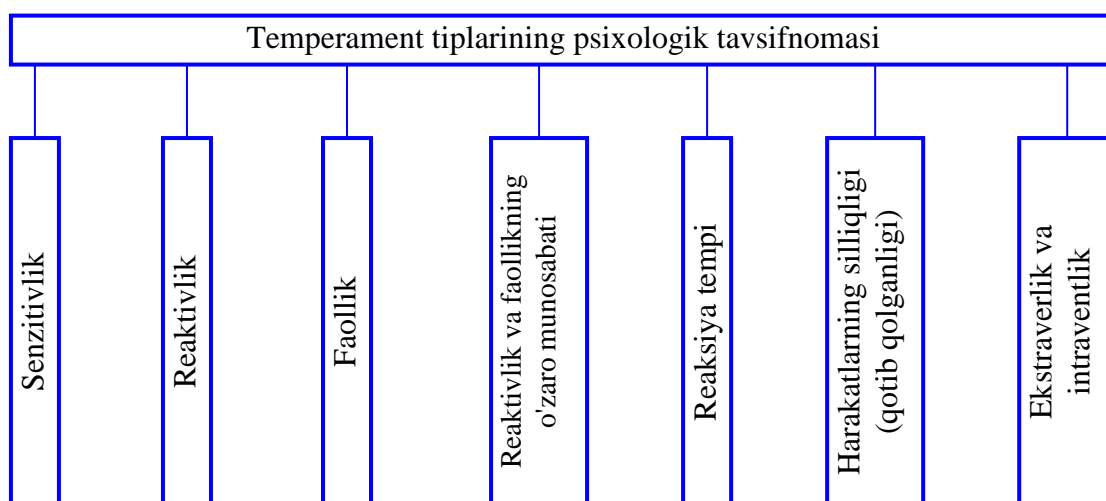 Temperament tiplarining psixologik tavsifnomasi
Senzitivlik
Reaktivlik
Faollik
Reaktivlik va faollikning
o'zaro munosabati
Reaksiya tempi
Harakatlarning silliqligi
(qotib qolganligi)
Ekstraverlik va
intraventlik